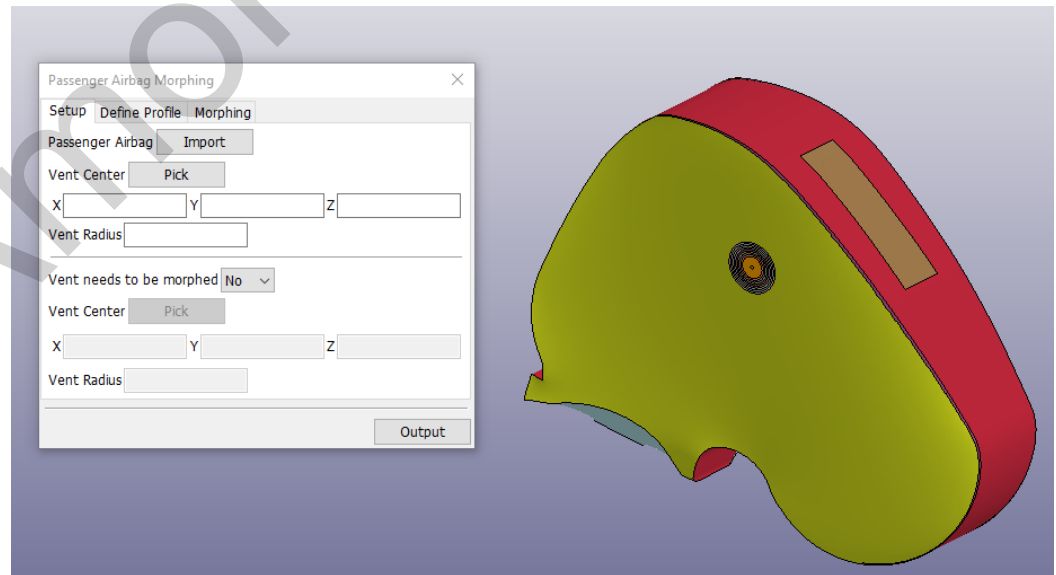 Passenger Airbag Morphing
Setup Define Profile Morphing
Passenger Airbag Import
Vent Center Pick
X Y Z
Vent Radius
Vent needs to be morphed No
Vent Center Pick
X Y Z
Vent Radius
Output